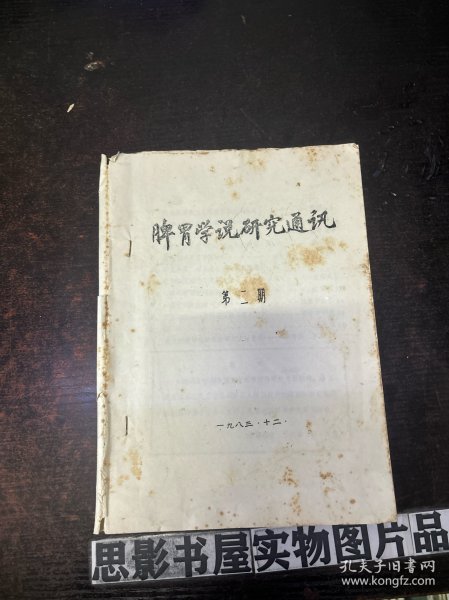 脾胃学说研究通讯
第二期
一九八三·十二·
思影书屋实物图片品
孔夫子旧书网
www.kongfz.com